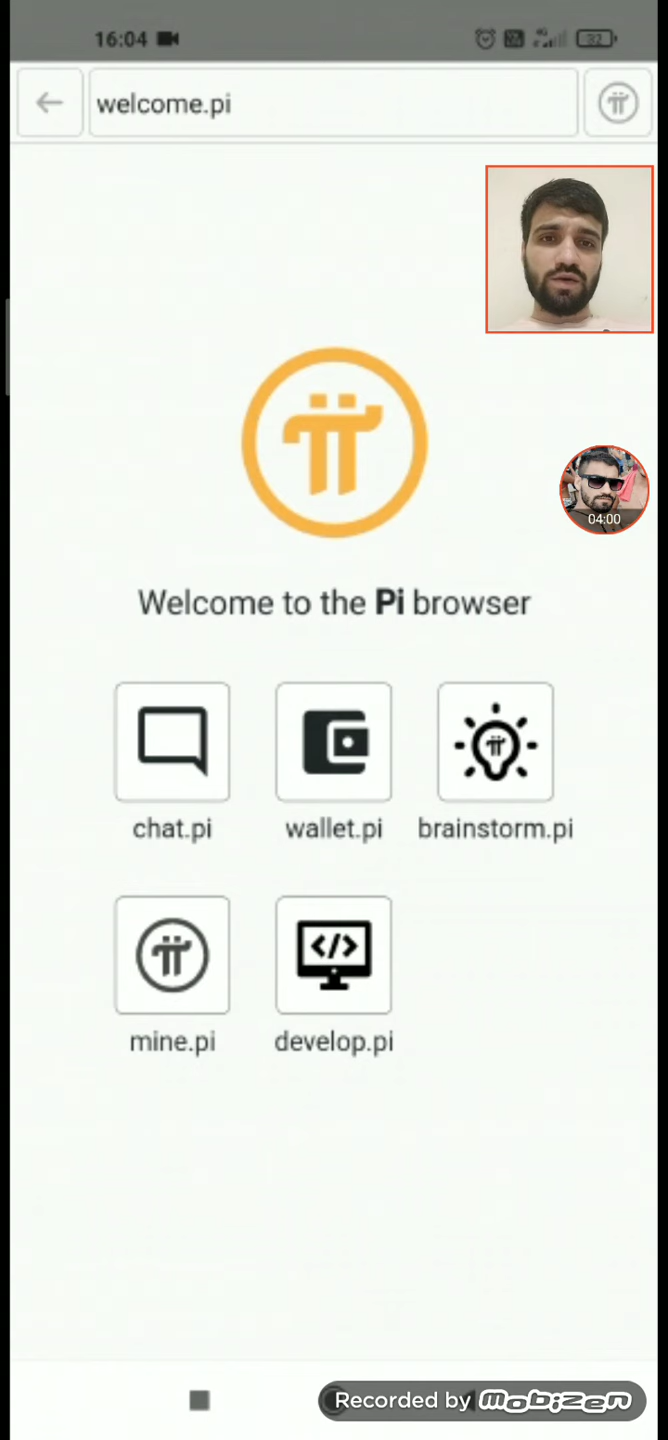 16:04
32
welcome.pi
04:00
Welcome to the Pi browser
chat.pi
wallet.pi
brainstorm.pi
mine.pi
develop.pi
Recorded by mobizen